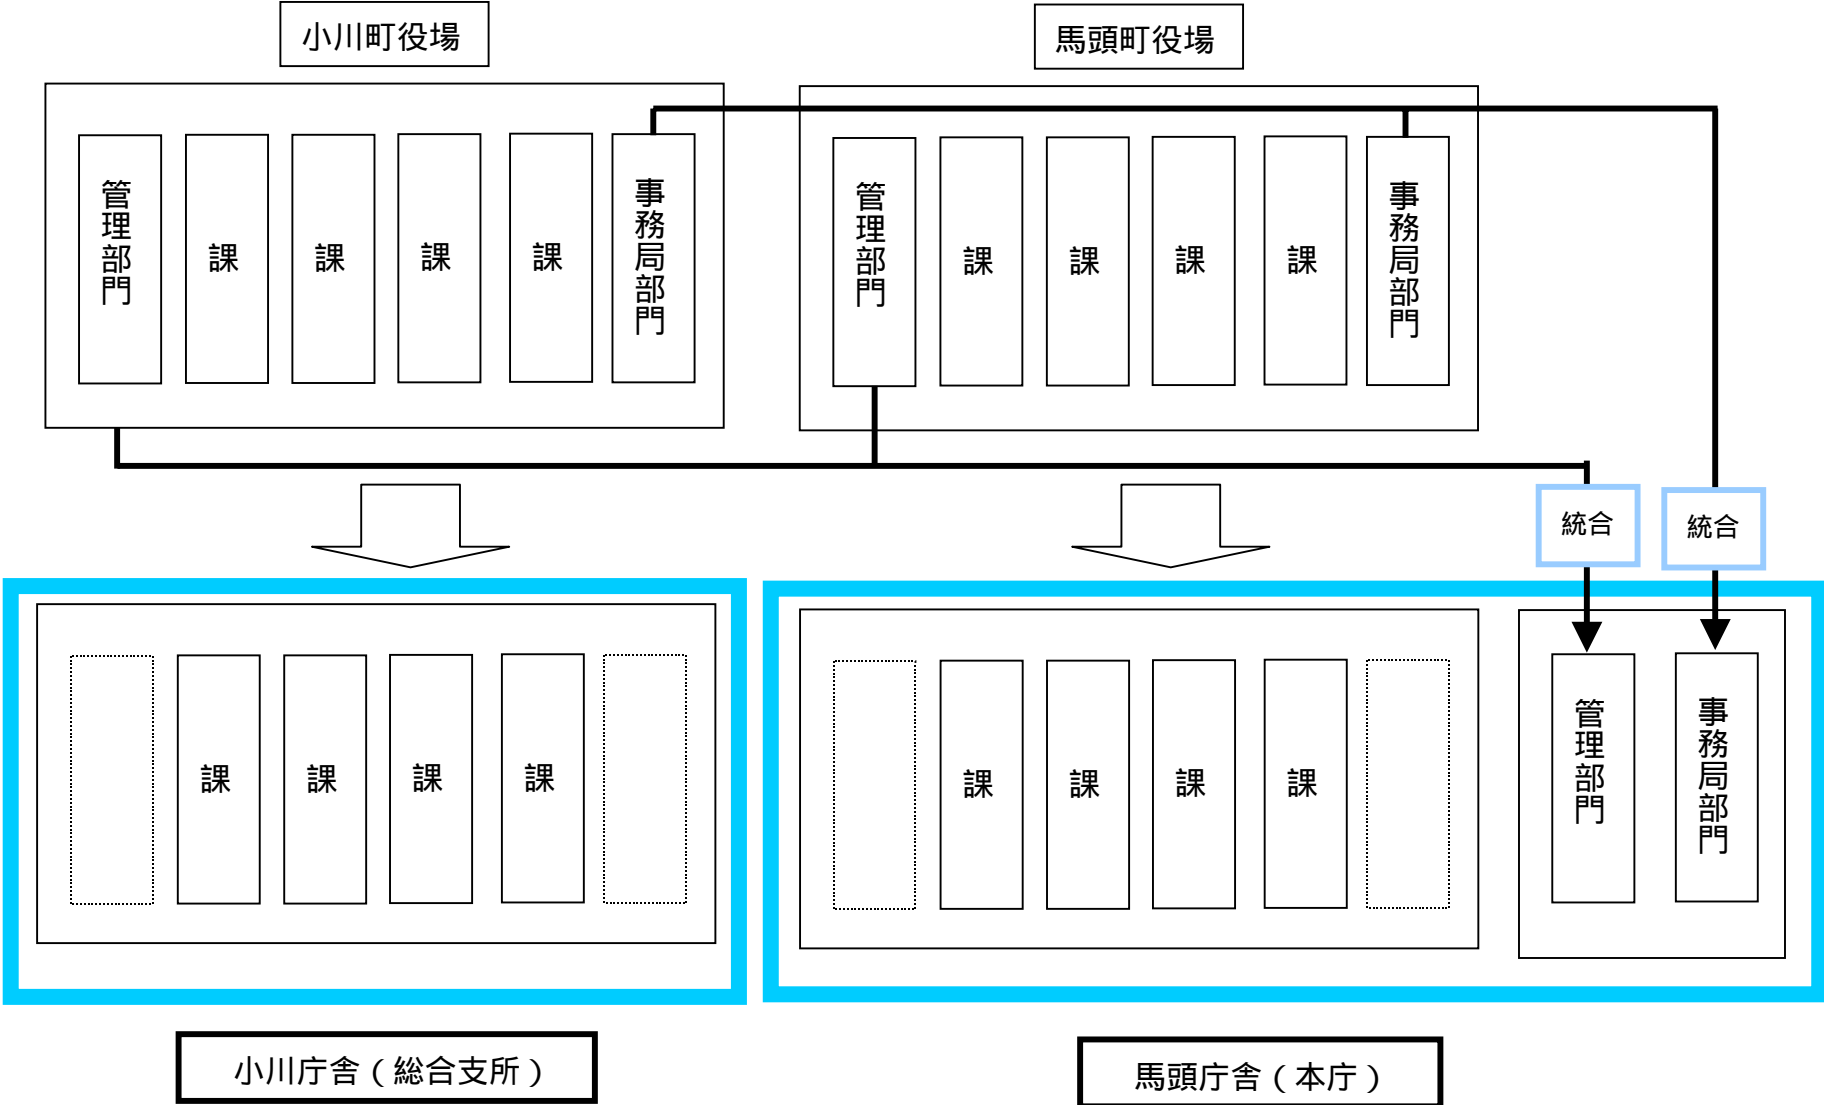 小川町役場
馬頭町役場
管理部門
課
課
課
課
事務局部門
管理部門
課
課
課
課
事務局部門
統合
統合
課
課
課
課
課
課
課
課
管理部門
事務局部門
小川庁舎（総合支所）
馬頭庁舎（本庁）